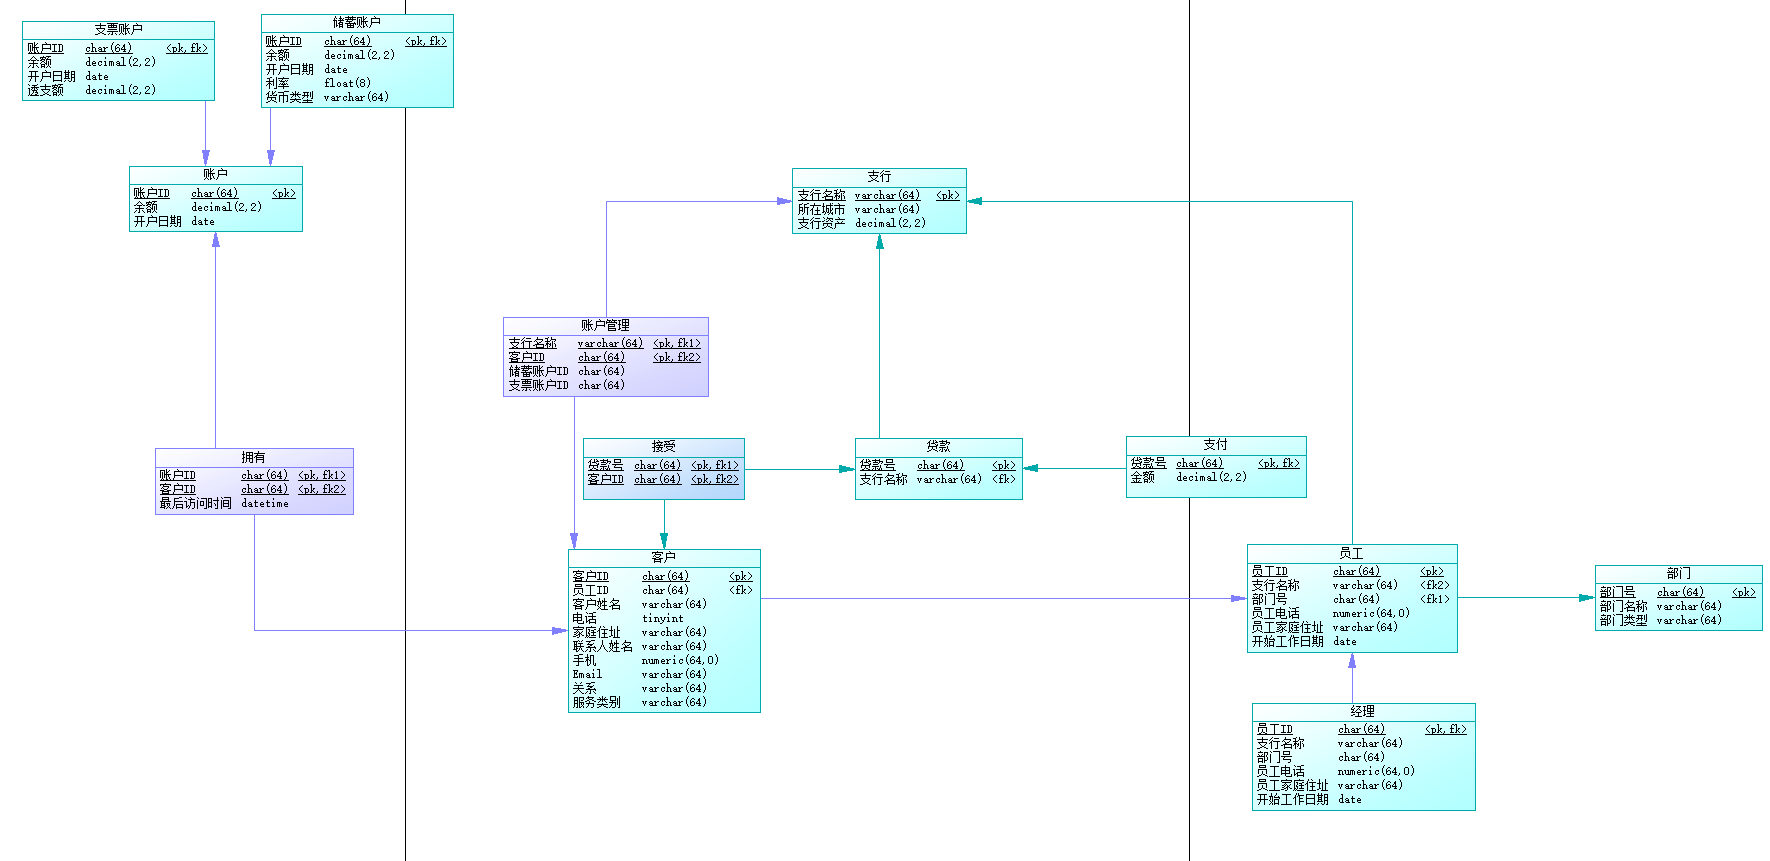 支票账户
账户ID char(64) <pk,fk>
余额 decimal(2,2)
开户日期 date
透支额 decimal(2,2)
储蓄账户
账户ID char(64) <pk,fk>
余额 decimal(2,2)
开户日期 date
利率 float(8)
货币类型 varchar(64)
账户
账户ID char(64) <pk>
余额 decimal(2,2)
开户日期 date
支行
支行名称 varchar(64) <pk>
所在城市 varchar(64)
支行资产 decimal(2,2)
账户管理
支行名称 varchar(64) <pk,fk1>
客户ID char(64) <pk,fk2>
储蓄账户ID char(64)
支票账户ID char(64)
拥有
账户ID char(64) <pk,fk1>
客户ID char(64) <pk,fk2>
最后访问时间 datetime
接受
贷款号 char(64) <pk,fk1>
客户ID char(64) <pk,fk2>
贷款
贷款号 char(64) <pk>
支行名称 varchar(64) <fk>
支付
贷款号 char(64) <pk,fk>
金额 decimal(2,2)
客户
客户ID char(64) <pk>
员工ID char(64) <fk>
客户姓名 varchar(64)
电话 tinyint
家庭住址 varchar(64)
联系人姓名 varchar(64)
手机 numeric(64,0)
Email varchar(64)
关系 varchar(64)
服务类别 varchar(64)
员工
员工ID char(64) <pk>
支行名称 varchar(64) <fk2>
部门号 char(64) <fk1>
员工电话 numeric(64,0)
员工家庭住址 varchar(64)
开始工作日期 date
部门
部门号 char(64) <pk>
部门名称 varchar(64)
部门类型 varchar(64)
经理
员工ID char(64) <pk,fk>
支行名称 varchar(64)
部门号 char(64)
员工电话 numeric(64,0)
员工家庭住址 varchar(64)
开始工作日期 date